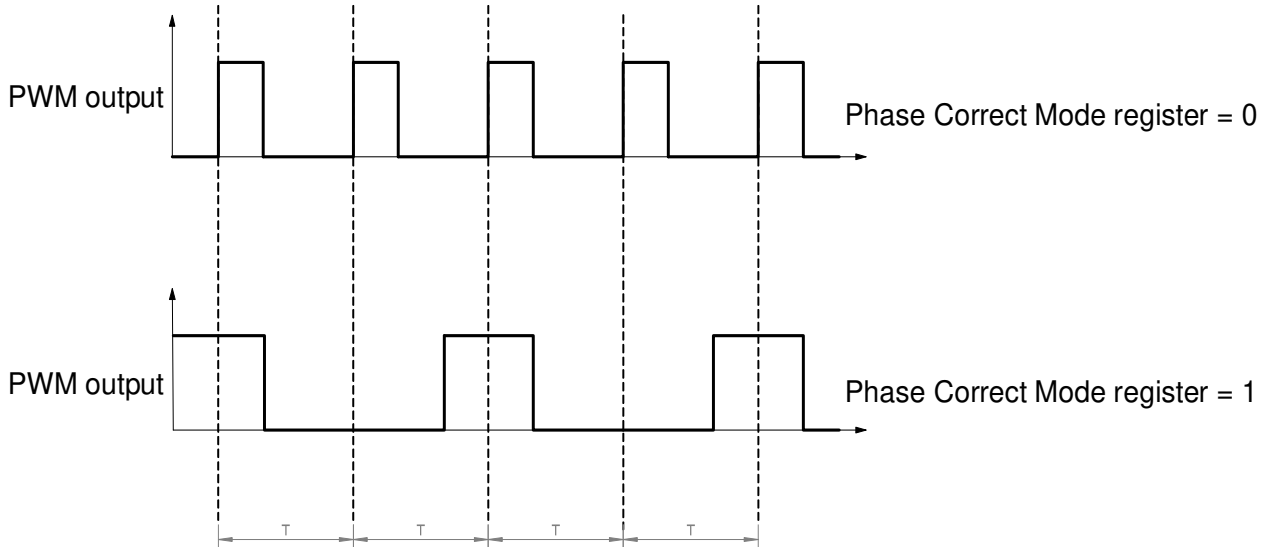 PWM output
Phase Correct Mode register = 0
PWM output
Phase Correct Mode register = 1
T
T
T
T